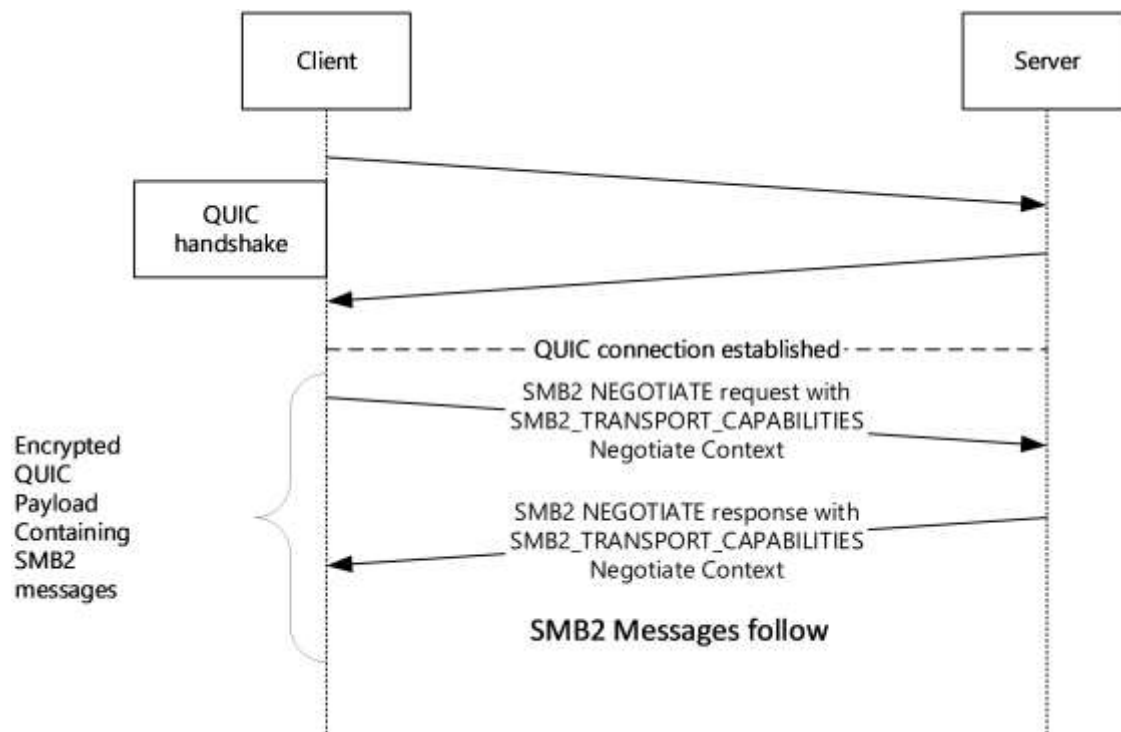 Client
Server
QUIC
handshake
QUIC connection established
SMB2 NEGOTIATE request with
SMB2_TRANSPORT_CAPABILITIES
Negotiate Context
Encrypted
QUIC
Payload
Containing
SMB2
messages
SMB2 NEGOTIATE response with
SMB2_TRANSPORT_CAPABILITIES
Negotiate Context
SMB2 Messages follow